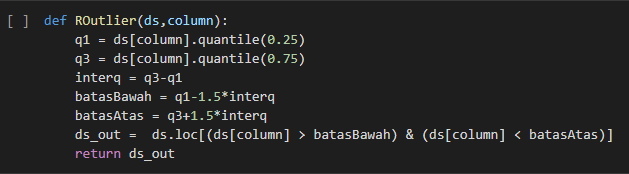 [ ] def ROutlier(ds,column):
q1 = ds[column].quantile(0.25)
q3 = ds[column].quantile(0.75)
interq = q3-q1
batasBawah = q1-1.5*interq
batasAtas = q3+1.5*interq
ds_out =  ds.loc[(ds[column] > batasBawah) & (ds[column] < batasAtas)]
return ds_out